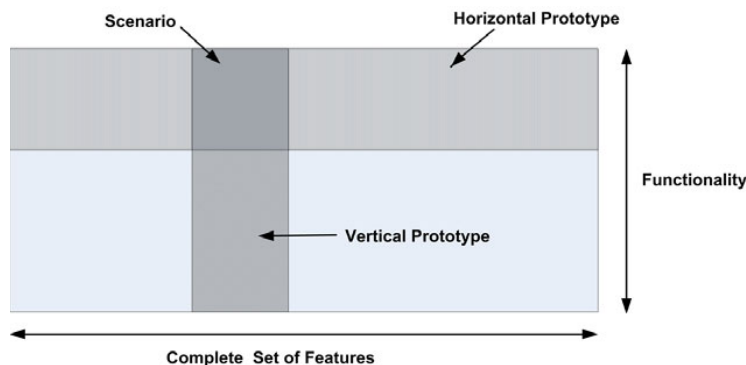 Scenario
Horizontal Prototype
Functionality
Vertical Prototype
Complete Set of Features